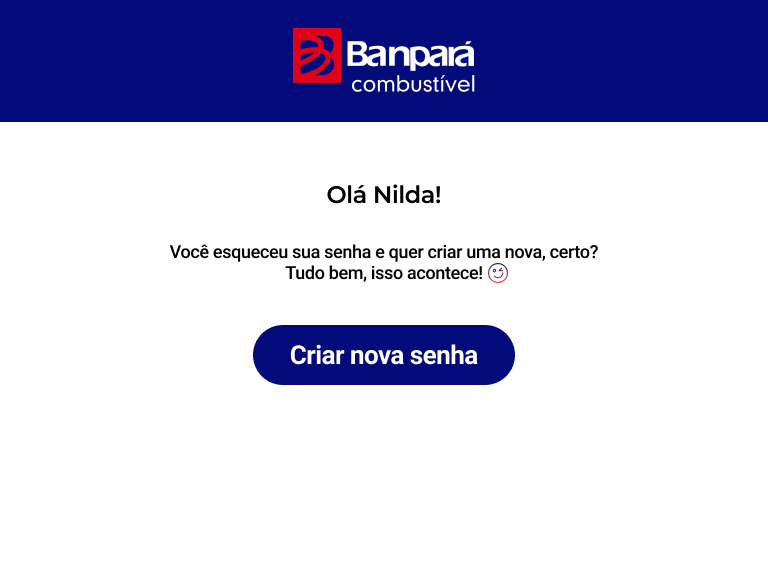 Banpará
combustível
Olá Nilda!
Você esqueceu sua senha e quer criar uma nova, certo?
Tudo bem, isso acontece!
Criar nova senha